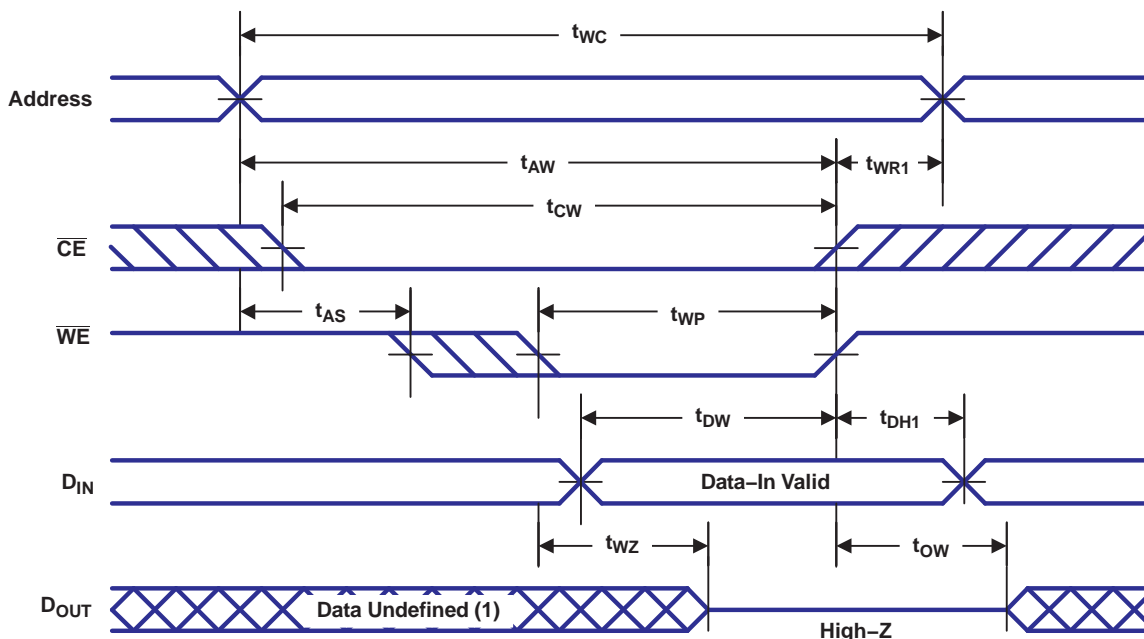 tWC
Address
tAW
tWR1
tCW
CE
tAS
tWP
WE
tDW
tDH1
DIN
Data–In Valid
tWZ
tOW
DOUT
Data Undefined (1)
High–Z